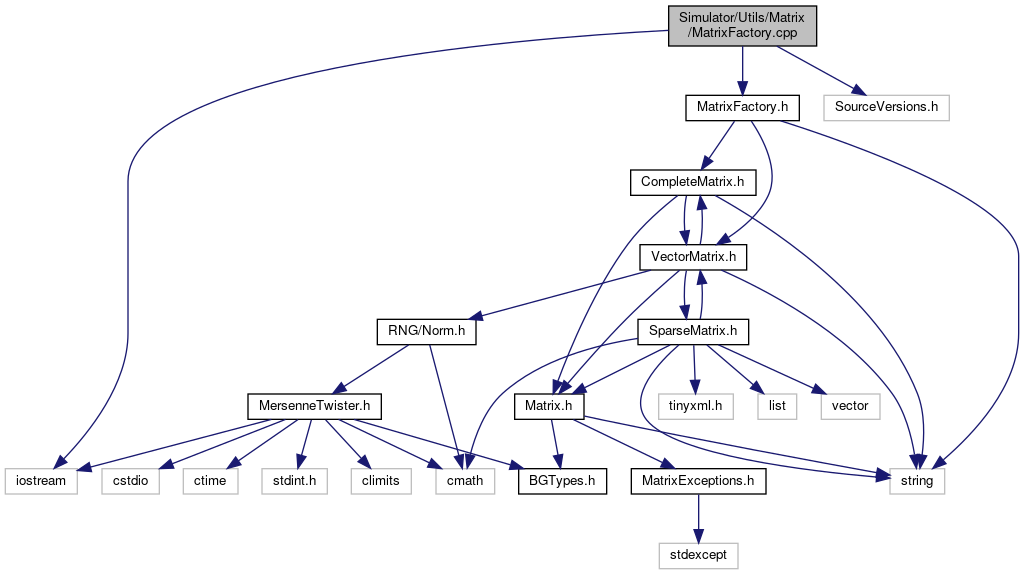 Simulator/Utils/Matrix
/MatrixFactory.cpp
MatrixFactory.h
SourceVersions.h
CompleteMatrix.h
VectorMatrix.h
RNG/Norm.h
SparseMatrix.h
MersenneTwister.h
Matrix.h
tinyxml.h
list
vector
iostream
cstdio
ctime
stdint.h
climits
cmath
BGTypes.h
MatrixExceptions.h
string
stdexcept